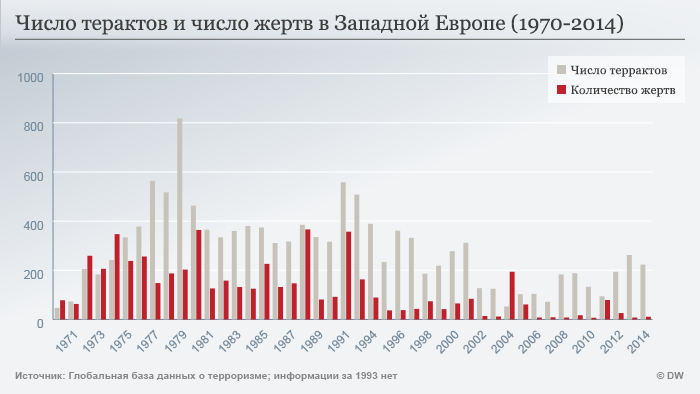 Число терактов и число жертв в Западной Европе (1970-2014)
Число террактов
Количество жертв
1000
800
600
400
200
0
1971 1973 1975 1977 1979 1981 1983 1985 1987 1989 1991 1994 1996 1998 2000 2002 2004 2006 2008 2010 2012 2014
Источник: Глобальная база данных о терроризме; информации за 1993 нет
© DW